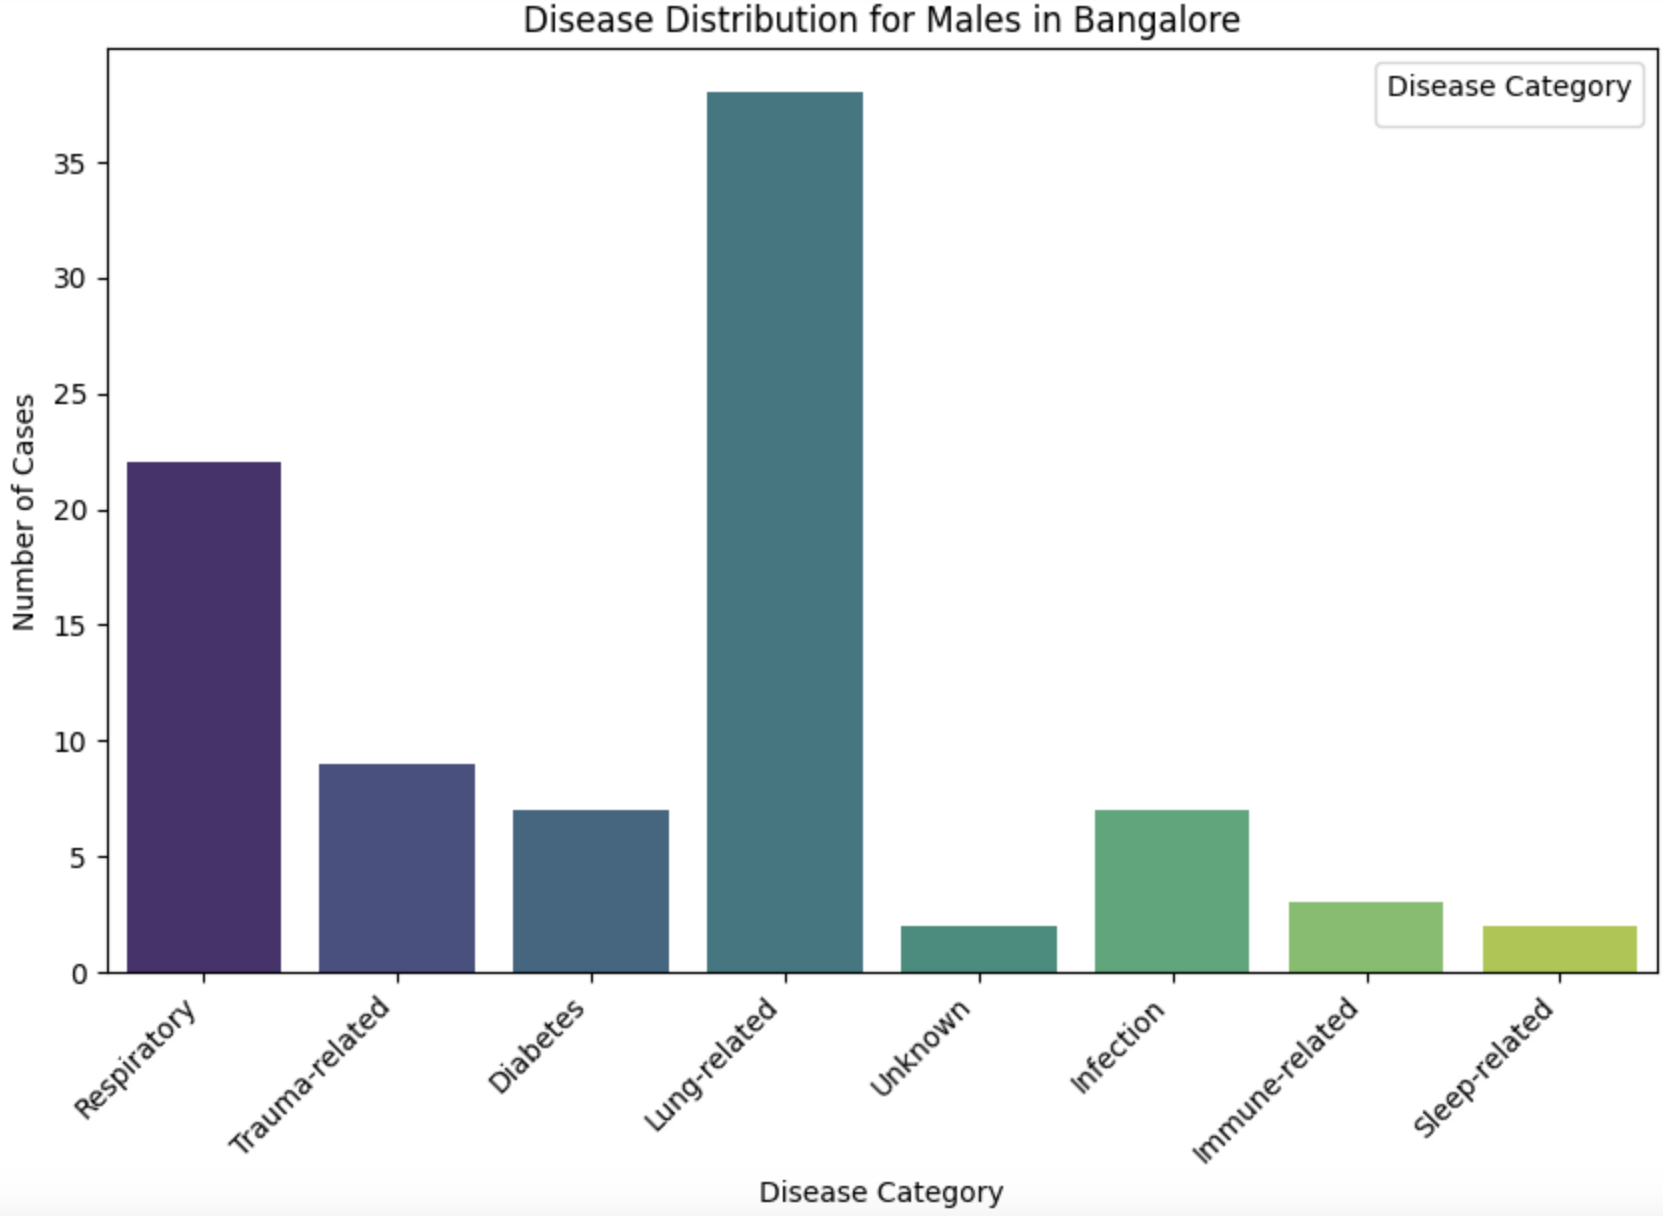 Disease Distribution for Males in Bangalore
Disease Category
35
30
25
20
15
10
5
0
Number of Cases
Respiratory
Trauma-related
Diabetes
Lung-related
Unknown
Infection
Immune-related
Sleep-related
Disease Category